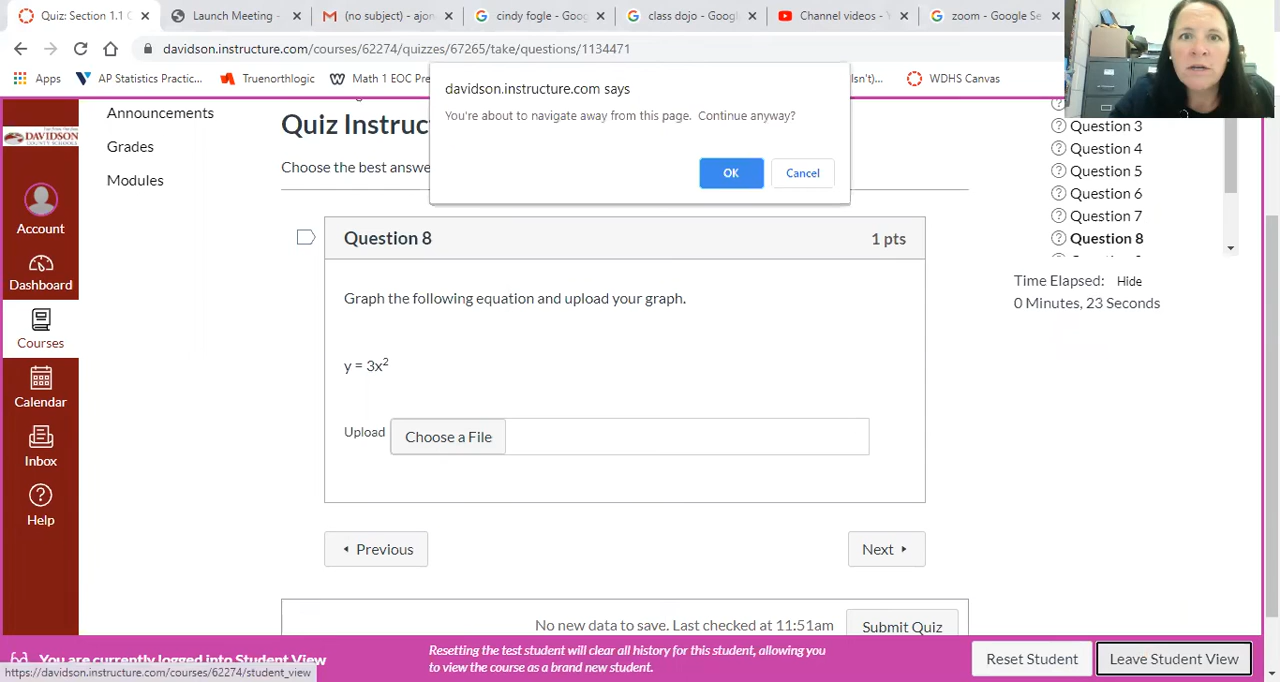 Quiz: Section 1.1 C
Launch Meeting -
(no subject) - ajon
cindy fogle - Goog
class dojo - Goog
Channel videos - Y
zoom - Google Se
davidson.instructure.com/courses/62274/quizzes/67265/take/questions/1134471
Apps
AP Statistics Practic...
Truenorthlogic
Math 1 EOC Pre
Isn't)...
WDHS Canvas
davidson.instructure.com says
You're about to navigate away from this page. Continue anyway?
OK
Cancel
DAVIDSON
Account
Dashboard
Courses
Calendar
Inbox
Help
Announcements
Grades
Modules
Quiz Instruc
Choose the best answe
Question 8
1 pts
Graph the following equation and upload your graph.
y = 3x²
Upload
Choose a File
Previous
Next
No new data to save. Last checked at 11:51am
Submit Quiz
Question 3
Question 4
Question 5
Question 6
Question 7
Question 8
Time Elapsed:
Hide
0 Minutes, 23 Seconds
You are currently logged into Student View
https://davidson.instructure.com/courses/62274/student_view
Resetting the test student will clear all history for this student, allowing you
to view the course as a brand new student.
Reset Student
Leave Student View